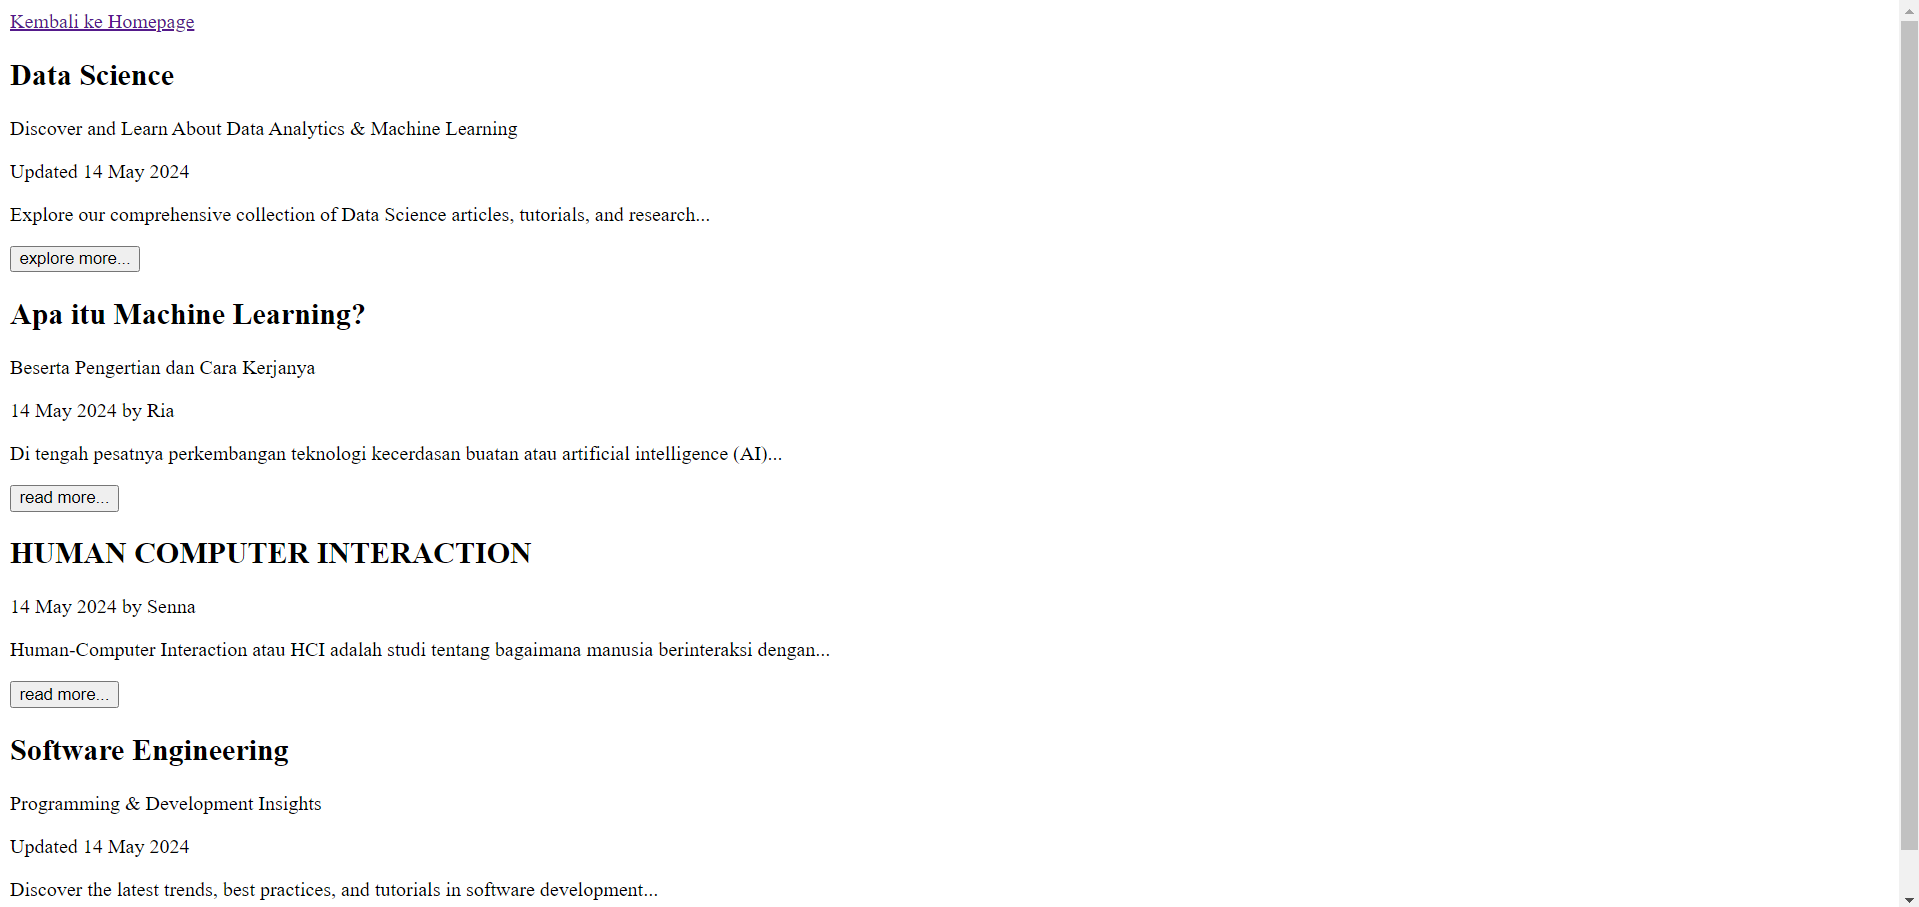 Kembali ke Homepage
Data Science
Discover and Learn About Data Analytics & Machine Learning
Updated 14 May 2024
Explore our comprehensive collection of Data Science articles, tutorials, and research...
explore more...
Apa itu Machine Learning?
Beserta Pengertian dan Cara Kerjanya
14 May 2024 by Ria
Di tengah pesatnya perkembangan teknologi kecerdasan buatan atau artificial intelligence (AI)...
read more...
HUMAN COMPUTER INTERACTION
14 May 2024 by Senna
Human-Computer Interaction atau HCI adalah studi tentang bagaimana manusia berinteraksi dengan...
read more...
Software Engineering
Programming & Development Insights
Updated 14 May 2024
Discover the latest trends, best practices, and tutorials in software development...